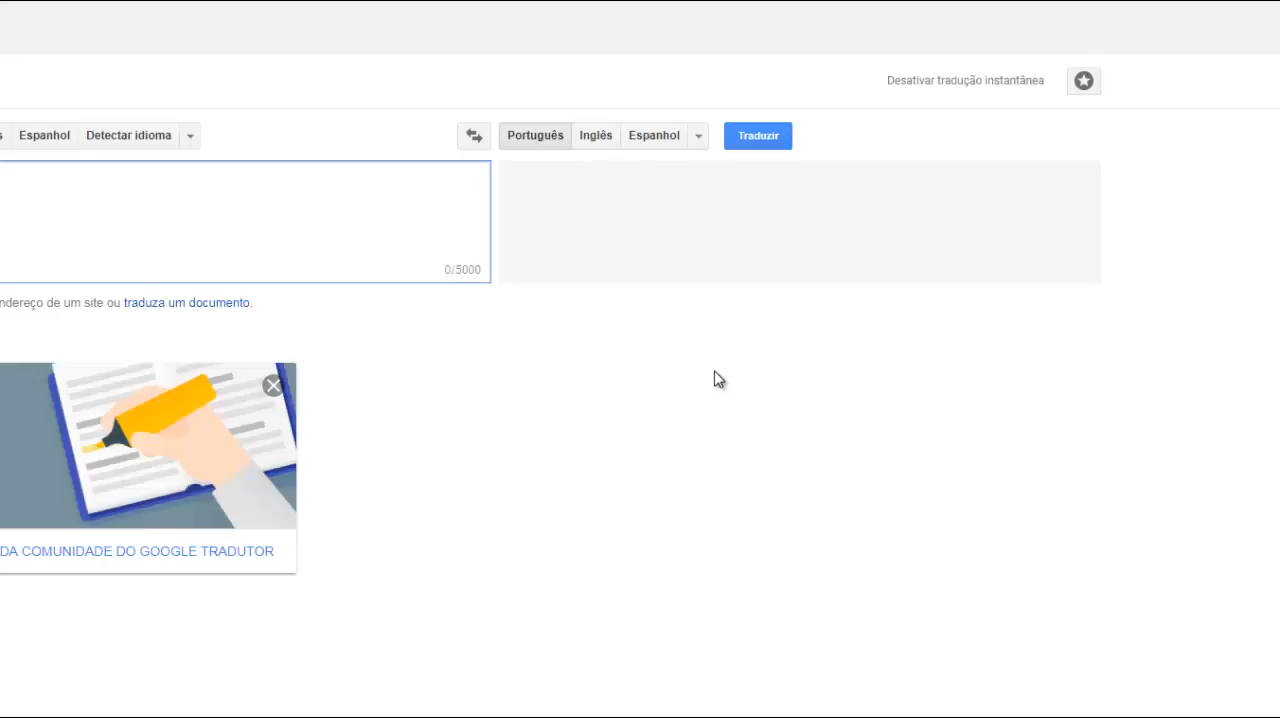 Desativar tradução instantânea
s Espanhol Detectar idioma Português Inglês Espanhol Traduzir
0/5000
ndereço de um site ou traduza um documento.
DA COMUNIDADE DO GOOGLE TRADUTOR